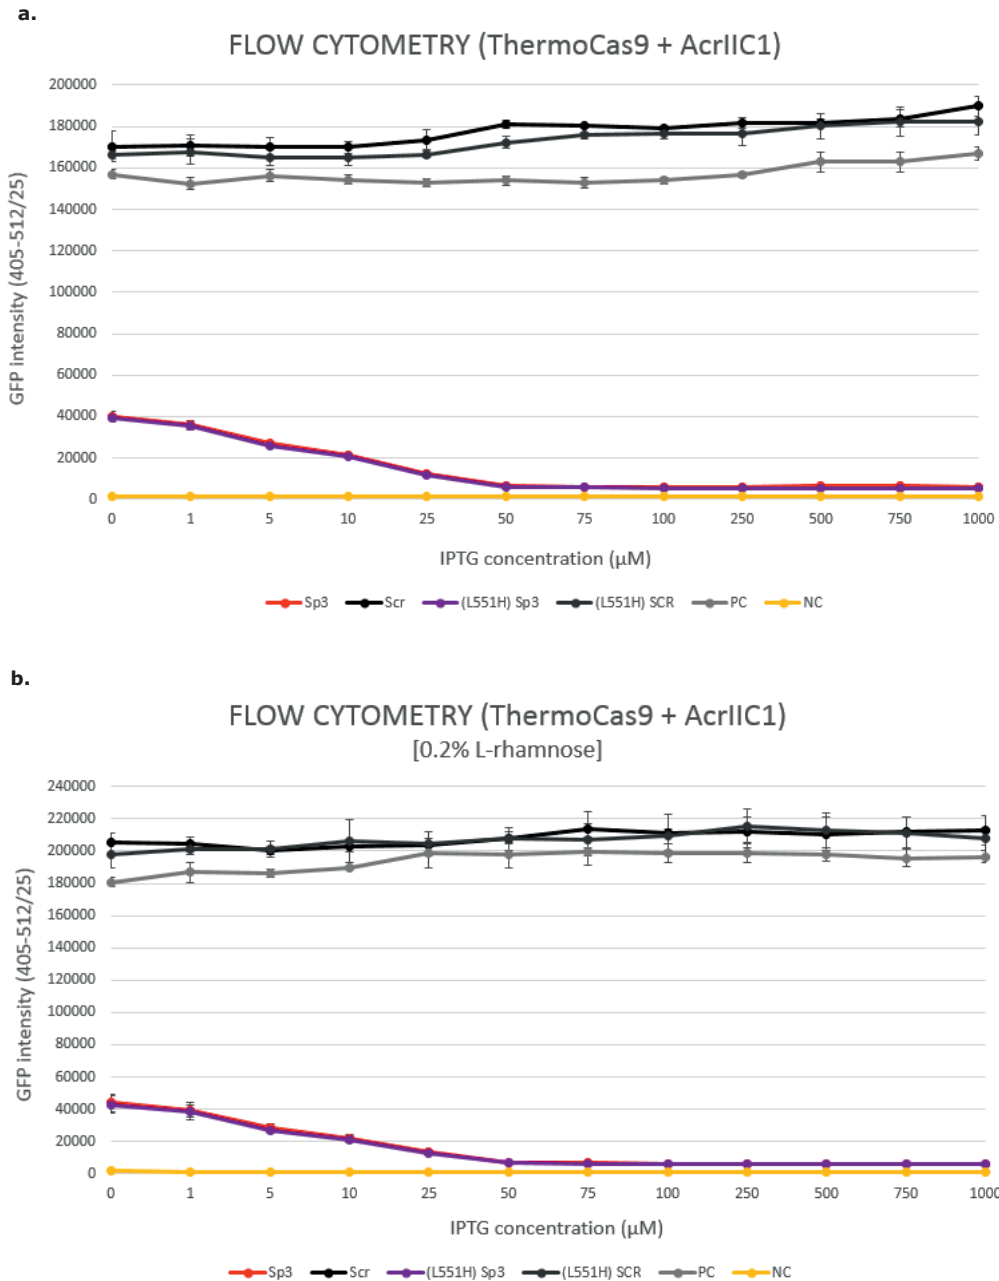 a.
FLOW CYTOMETRY (ThermoCas9 + AcrIIC1)
200000
180000
160000
140000
120000
100000
80000
60000
40000
20000
0
GFP intensity (405-512/25)
0 1 5 10 25 50 75 100 250 500 750 1000
IPTG concentration (µM)
Sp3 Scr (L551H) Sp3 (L551H) SCR PC NC
b.
FLOW CYTOMETRY (ThermoCas9 + AcrIIC1)
[0.2% L-rhamnose]
240000
220000
200000
180000
160000
140000
120000
100000
80000
60000
40000
20000
0
GFP intensity (405-512/25)
0 1 5 10 25 50 75 100 250 500 750 1000
IPTG concentration (µM)
Sp3 Scr (L551H) Sp3 (L551H) SCR PC NC